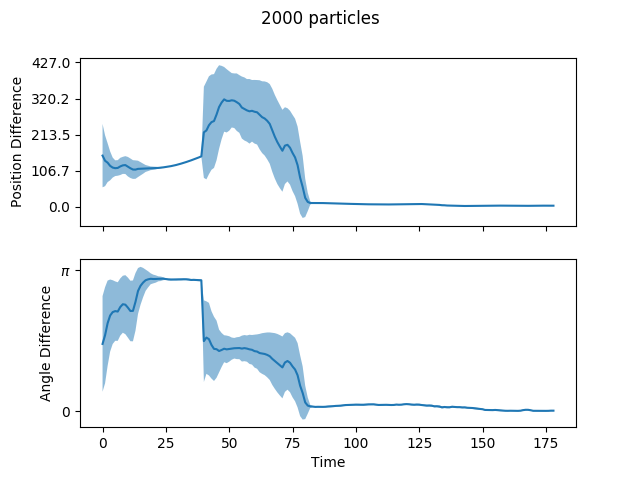 2000 particles
427.0
320.2
213.5
106.7
0.0
Position Difference
π
0
Angle Difference
0 25 50 75 100 125 150 175
Time